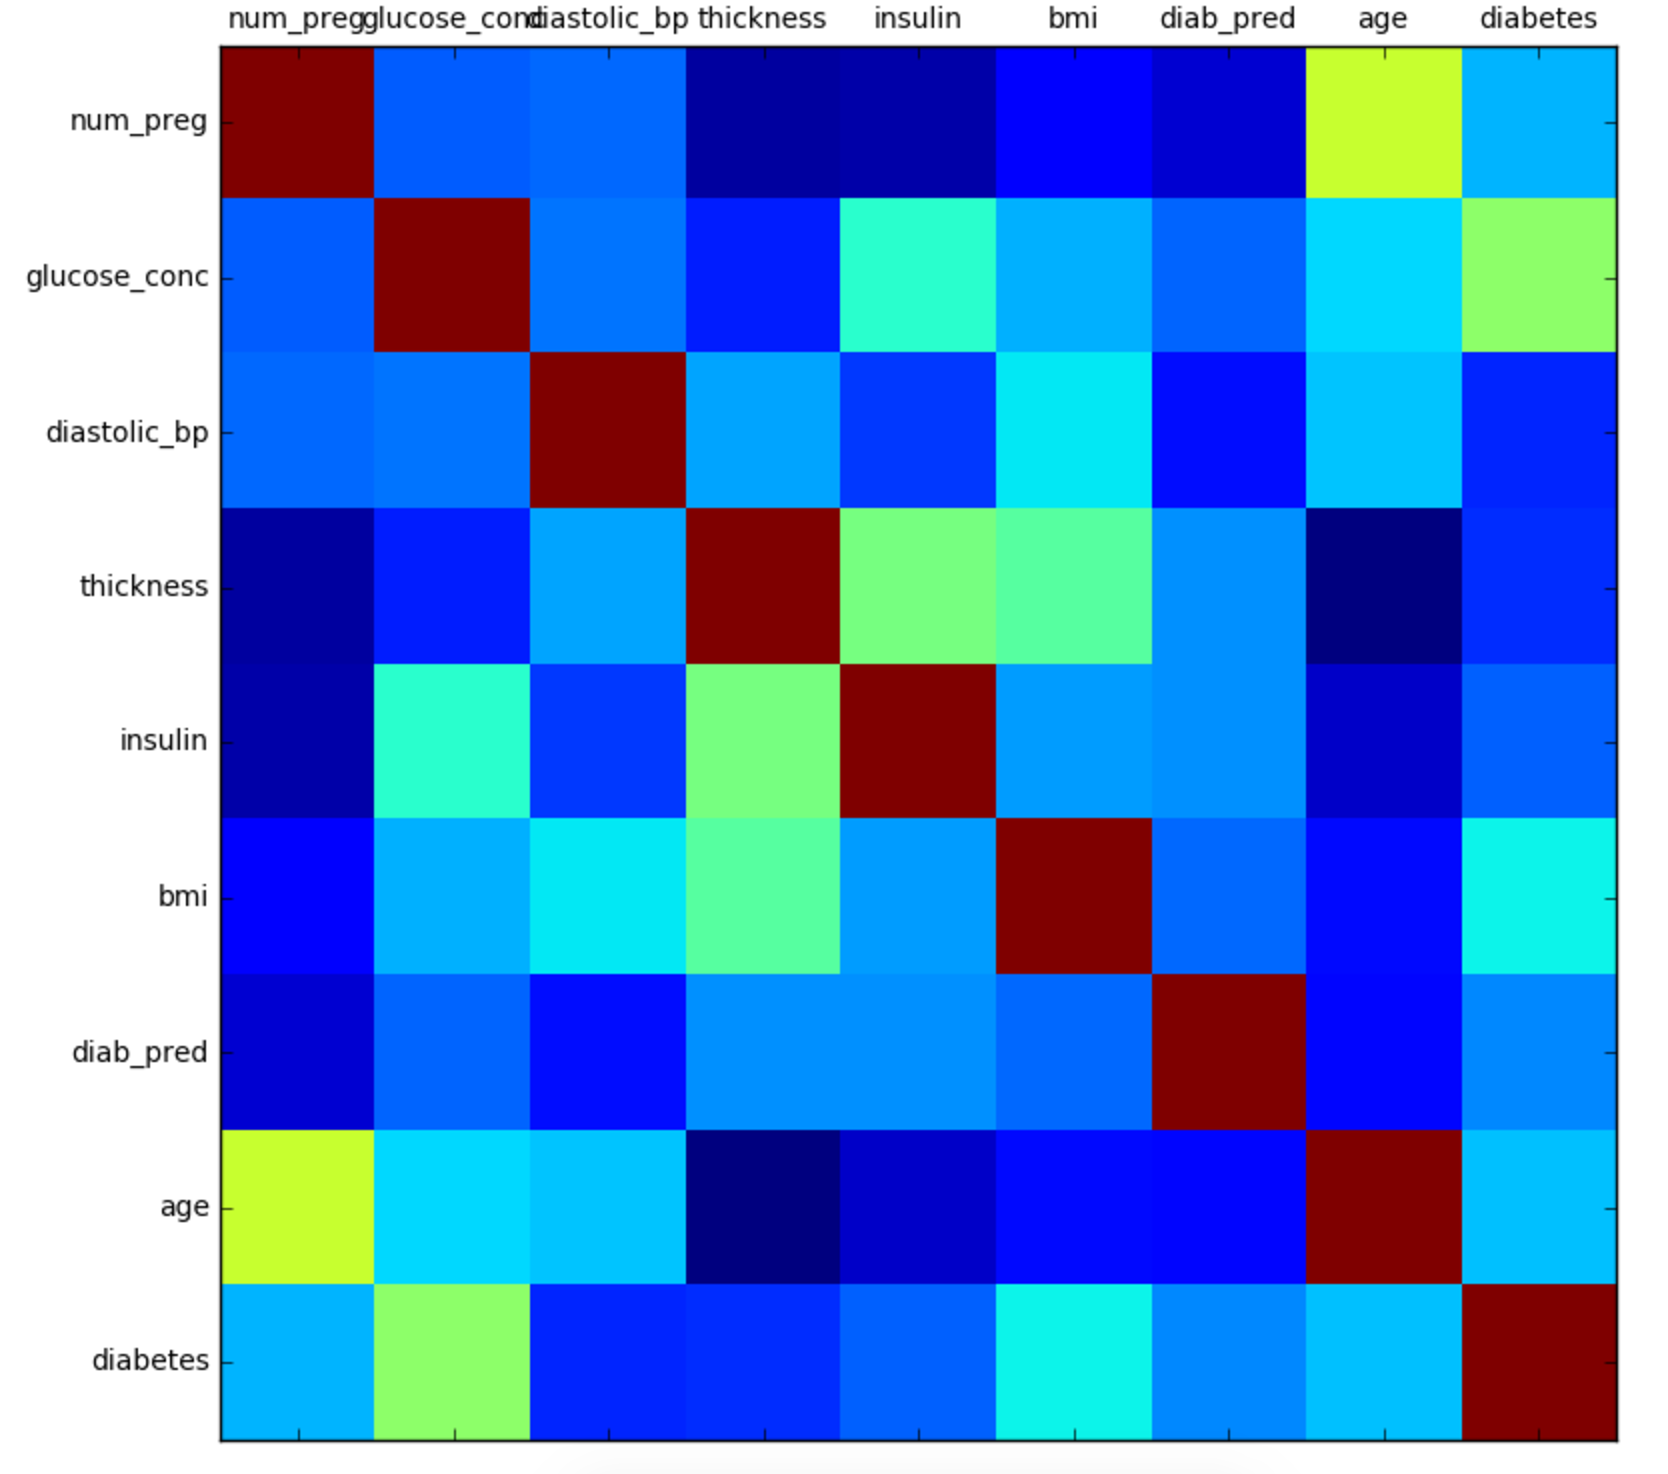 num_preg glucose_conc diastolic_bp thickness insulin bmi diab_pred age diabetes
num_preg
glucose_conc
diastolic_bp
thickness
insulin
bmi
diab_pred
age
diabetes